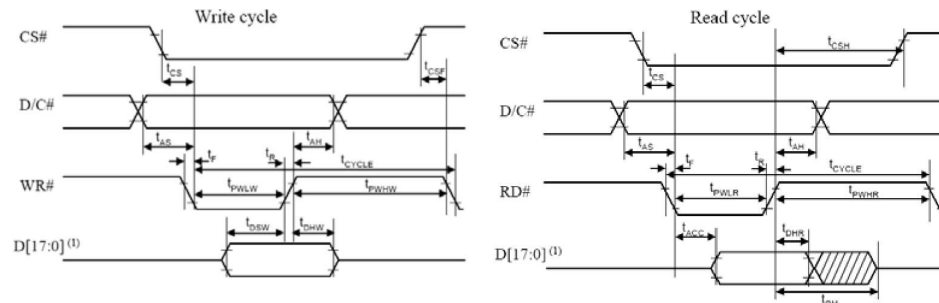 Write cycle
CS#
tCS
tCSF
D/C#
tAS
tAH
tF
tR
tCYCLE
WR#
tPWLW
tPWHW
tDSW
tDHW
D[17:0](1)
Read cycle
CS#
tCSH
tCS
D/C#
tAS
tAH
tF
tR
tCYCLE
RD#
tPWLR
tPWHR
tACC
tDHR
D[17:0](1)